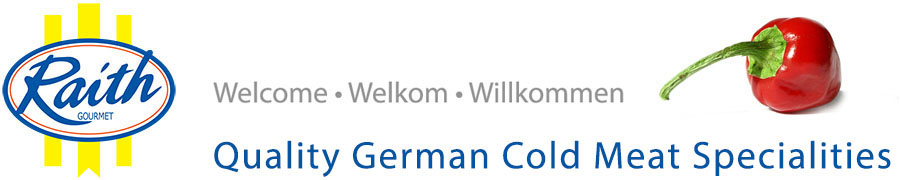 Raith
GOURMET
Welcome • Welkom • Willkommen
Quality German Cold Meat Specialities